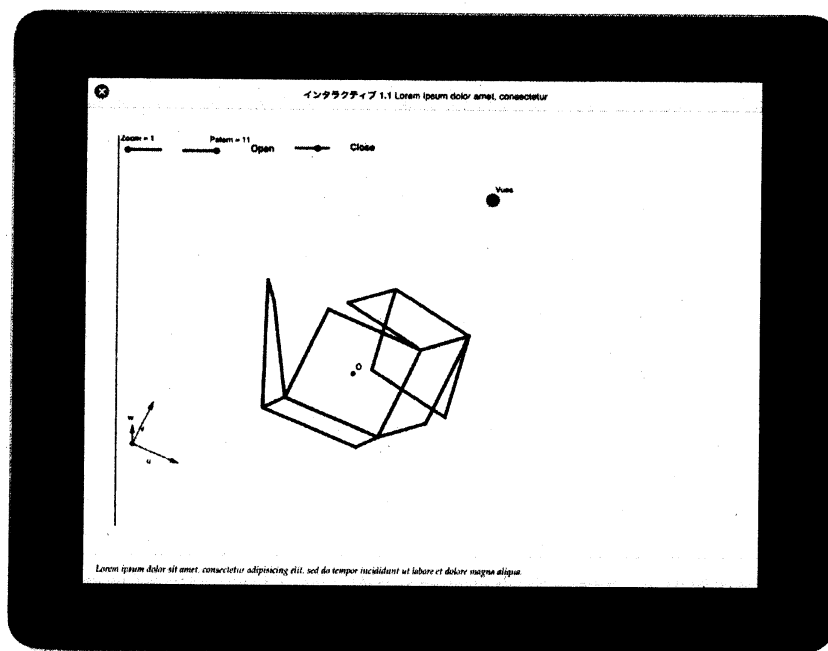 インタラクティブ 1.1 Lorem ipsum dolor amet, consectetur
Zoom = 1
Patern = 11
Open
Close
Vues
O
w
v
u
Lorem ipsum dolor sit amet, consectetur adipisicing elit, sed do tempor incididunt ut labore et dolore magna aliqua.